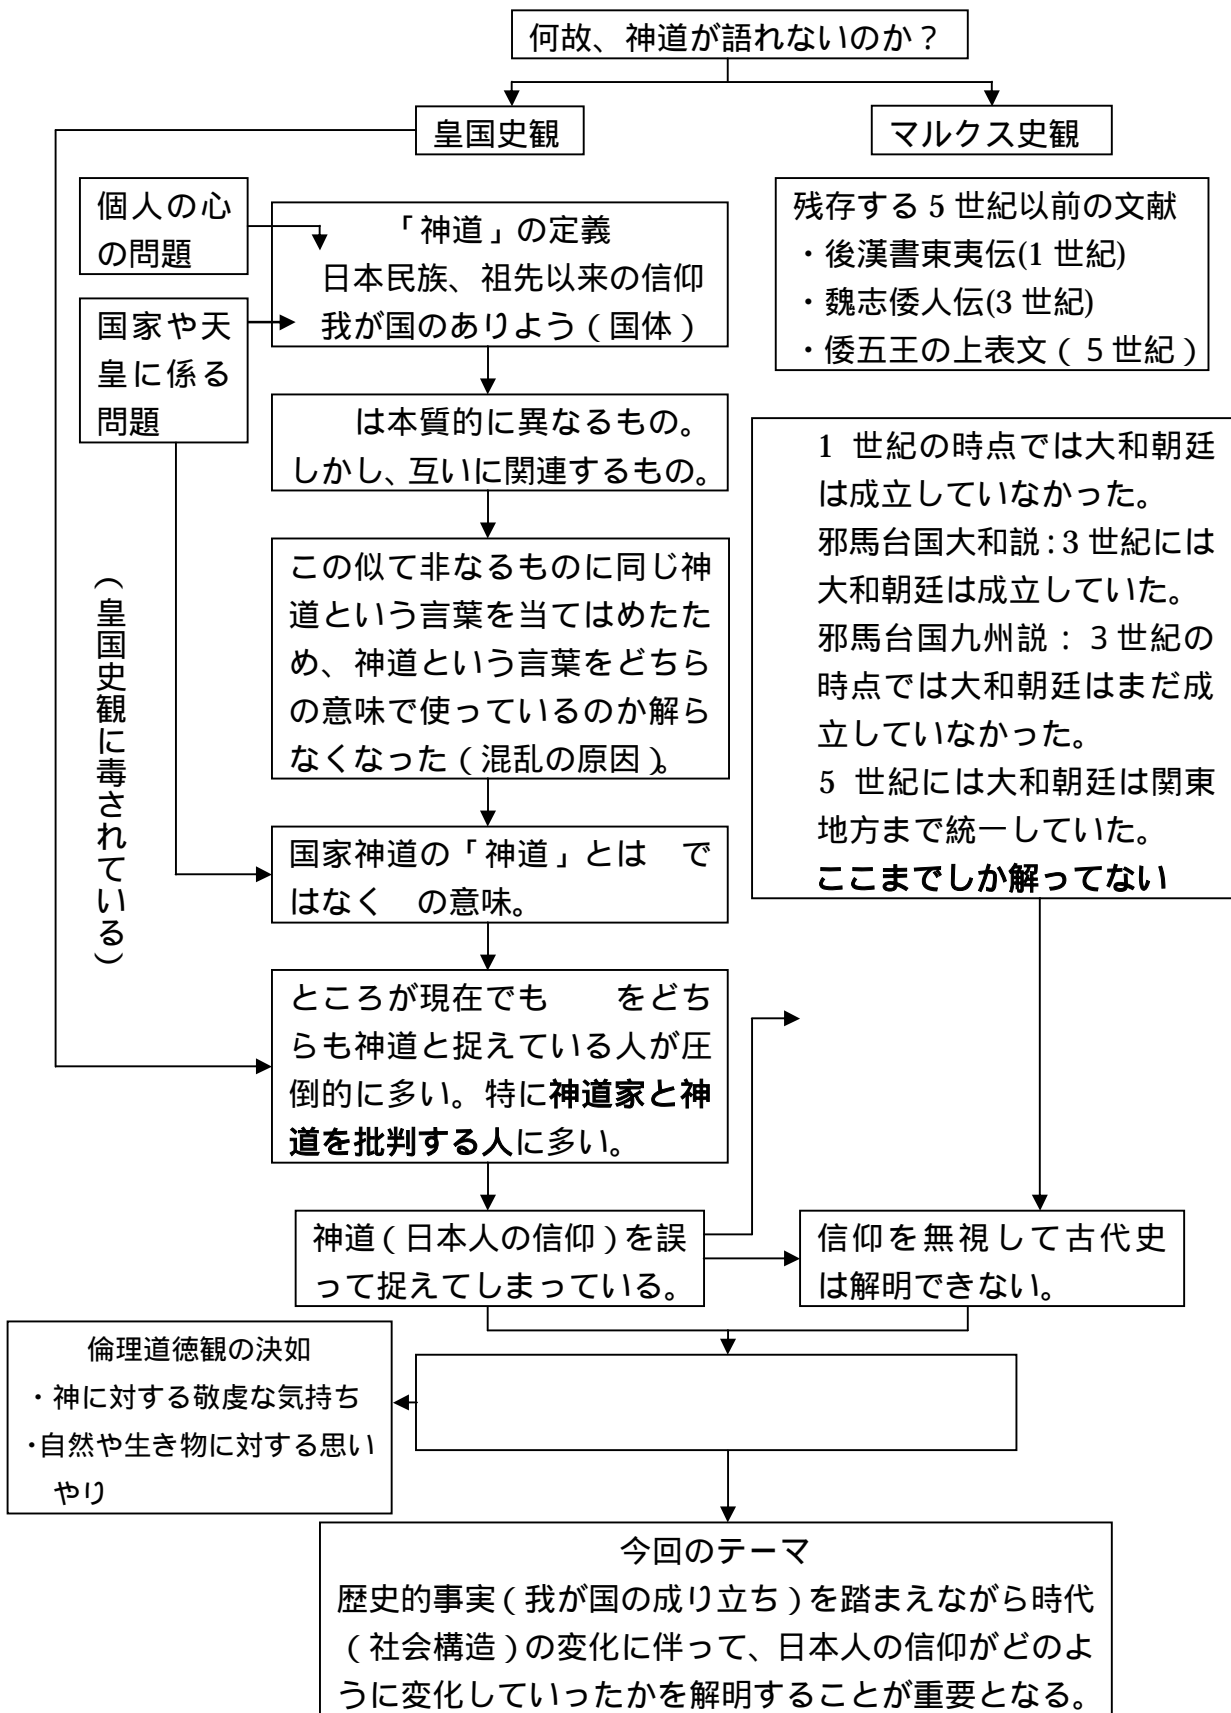 何故、神道が語れないのか？
皇国史観
マルクス史観
個人の心
の問題
国家や天
皇に係る
問題
「神道」の定義
日本民族、祖先以来の信仰
我が国のありよう（国体）
は本質的に異なるもの。
しかし、互いに関連するもの。
この似て非なるものに同じ神
道という言葉を当てはめたた
め、神道という言葉をどちら
の意味で使っているのか解ら
なくなった（混乱の原因）。
国家神道の「神道」とは　で
はなく　の意味。
ところが現在でも　　をどち
らも神道と捉えている人が圧
倒的に多い。特に神道家と神
道を批判する人に多い。
神道（日本人の信仰）を誤
って捉えてしまっている。
（皇国史観に毒されている）
残存する 5 世紀以前の文献
・後漢書東夷伝(1 世紀)
・魏志倭人伝(3 世紀)
・倭五王の上表文（５世紀）
1 世紀の時点では大和朝廷
は成立していなかった。
邪馬台国大和説：3 世紀には
大和朝廷は成立していた。
邪馬台国九州説：３世紀の
時点では大和朝廷はまだ成
立していなかった。
5 世紀には大和朝廷は関東
地方まで統一していた。
ここまでしか解ってない
信仰を無視して古代史
は解明できない。
倫理道徳観の決如
・神に対する敬虔な気持ち
・自然や生き物に対する思い
やり
今回のテーマ
歴史的事実（我が国の成り立ち）を踏まえながら時代
（社会構造）の変化に伴って、日本人の信仰がどのよ
うに変化していったかを解明することが重要となる。